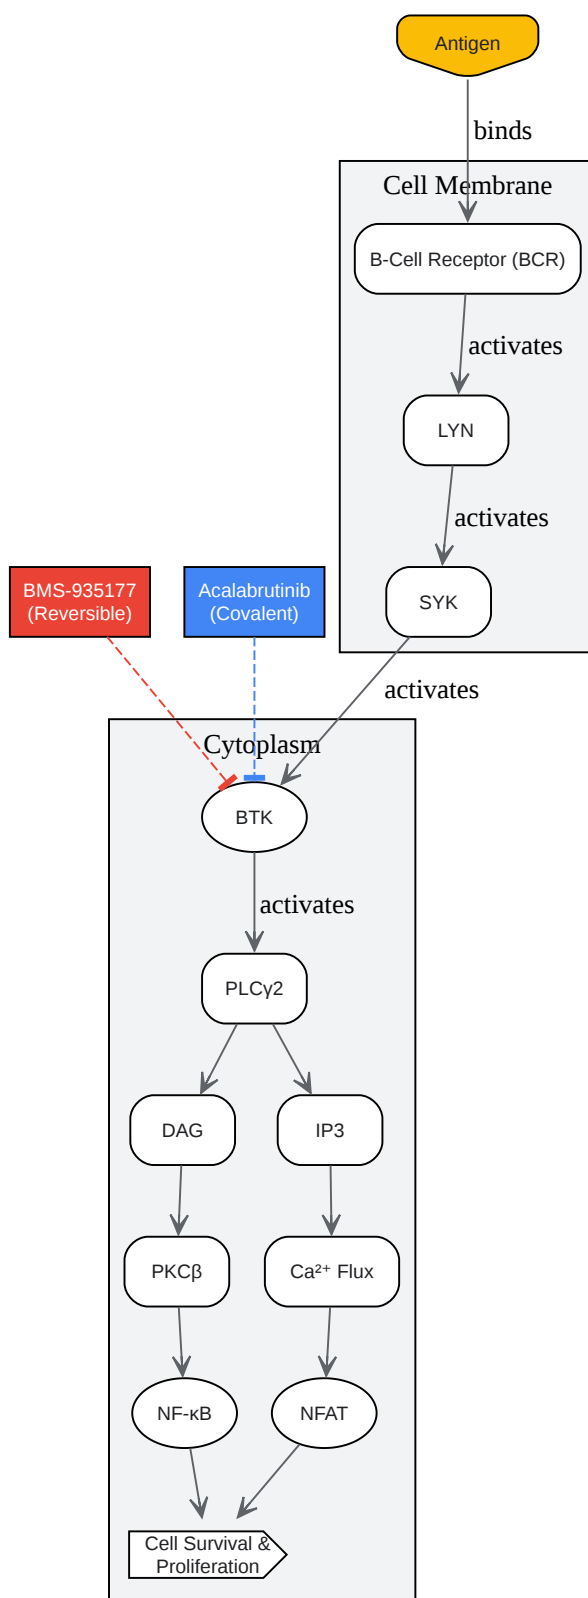 Antigen
binds
Cell Membrane
B-Cell Receptor (BCR)
activates
LYN
activates
SYK
BMS-935177
(Reversible)
Acalabrutinib
(Covalent)
activates
Cytoplasm
BTK
activates
PLCγ2
DAG
IP3
PKCβ
Ca²⁺ Flux
NF-κB
NFAT
Cell Survival &
Proliferation